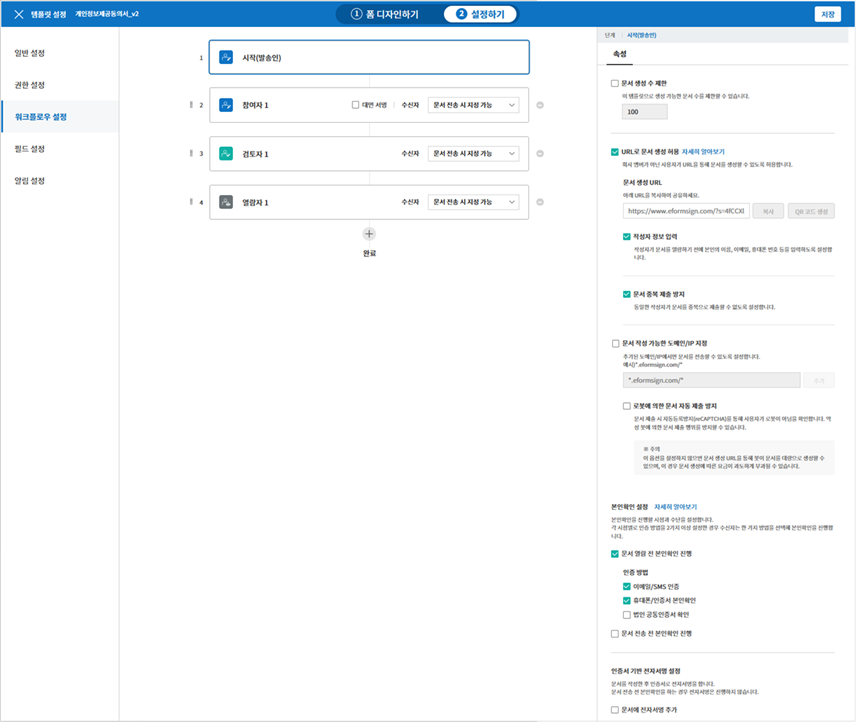 템플릿 설정 개인정보제공동의서_v2
① 폼 디자인하기
② 설정하기
저장
일반 설정
권한 설정
워크플로우 설정
필드 설정
알림 설정
1 시작(발송인)
2 참여자 1 대면 서명 수신자 문서 전송 시 지정 가능
3 검토자 1 수신자 문서 전송 시 지정 가능
4 열람자 1 수신자 문서 전송 시 지정 가능
완료
단계 시작(발송인)
속성
문서 생성 수 제한
이 템플릿으로 생성 가능한 문서 수를 제한할 수 있습니다.
100
URL로 문서 생성 허용 자세히 알아보기
회사 멤버가 아닌 사용자가 URL을 통해 문서를 생성할 수 있도록 허용합니다.
문서 생성 URL
아래 URL을 복사하여 공유하세요.
https://www.eformsign.com/?s=4fCCXl 복사 QR 코드 생성
작성자 정보 입력
작성자가 문서를 열람하기 전에 본인의 이름, 이메일, 휴대폰 번호 등을 입력하도록 설정합
니다.
문서 중복 제출 방지
동일한 작성자가 문서를 중복으로 제출할 수 없도록 설정합니다.
문서 작성 가능한 도메인/IP 지정
추가된 도메인/IP에서만 문서를 전송할 수 있도록 설정합니다.
예시)*.eformsign.com/*
*.eformsign.com/* 추가
로봇에 의한 문서 자동 제출 방지
문서 제출 시 자동등록방지(reCAPTCHA)를 통해 사용자가 로봇이 아님을 확인합니다. 악
성 봇에 의한 문서 제출 행위를 방지할 수 있습니다.
※ 주의
이 옵션을 설정하지 않으면 문서 생성 URL을 통해 봇이 문서를 대량으로 생성할 수
있으며, 이 경우 문서 생성에 따른 요금이 과도하게 부과될 수 있습니다.
본인확인 설정 자세히 알아보기
본인확인을 진행할 시점과 수단을 설정합니다.
각 시점별로 인증 방법을 2가지 이상 설정한 경우 수신자는 한 가지 방법을 선택해 본인확인을 진행합
니다.
문서 열람 전 본인확인 진행
인증 방법
이메일/SMS 인증
휴대폰/인증서 본인확인
법인 공동인증서 확인
문서 전송 전 본인확인 진행
인증서 기반 전자서명 설정
문서를 작성한 후 인증서로 전자서명을 합니다.
문서 전송 전 본인확인을 하는 경우 전자서명은 진행하지 않습니다.
문서에 전자서명 추가